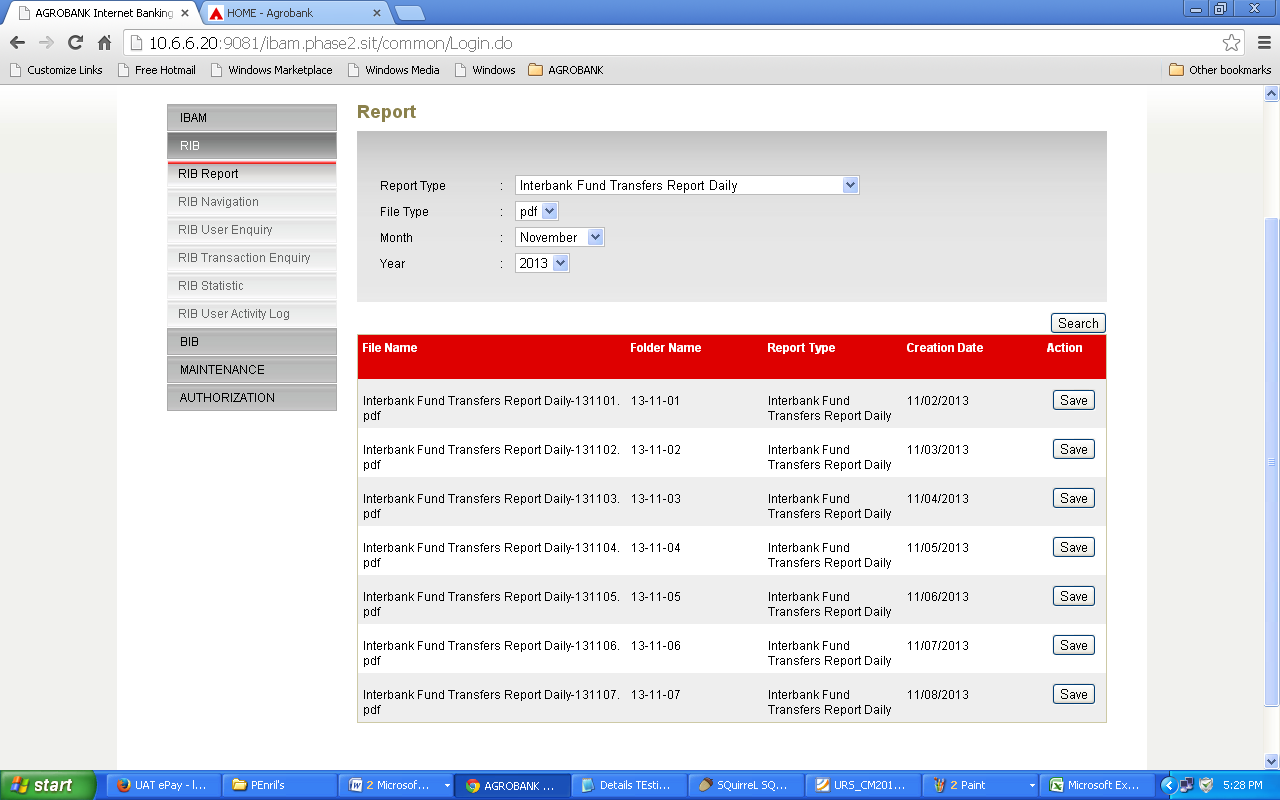 AGROBANK Internet Banking
HOME - Agrobank
10.6.6.20:9081/ibam.phase2.sit/common/Login.do
Customize Links
Free Hotmail
Windows Marketplace
Windows Media
Windows
AGROBANK
Other bookmarks
IBAM
RIB
RIB Report
RIB Navigation
RIB User Enquiry
RIB Transaction Enquiry
RIB Statistic
RIB User Activity Log
BIB
MAINTENANCE
AUTHORIZATION
Report
Report Type : Interbank Fund Transfers Report Daily
File Type : pdf
Month : November
Year : 2013
Search
File Name Folder Name Report Type Creation Date Action
Interbank Fund Transfers Report Daily-131101. 13-11-01 Interbank Fund 11/02/2013 Save
pdf Transfers Report Daily
Interbank Fund Transfers Report Daily-131102. 13-11-02 Interbank Fund 11/03/2013 Save
pdf Transfers Report Daily
Interbank Fund Transfers Report Daily-131103. 13-11-03 Interbank Fund 11/04/2013 Save
pdf Transfers Report Daily
Interbank Fund Transfers Report Daily-131104. 13-11-04 Interbank Fund 11/05/2013 Save
pdf Transfers Report Daily
Interbank Fund Transfers Report Daily-131105. 13-11-05 Interbank Fund 11/06/2013 Save
pdf Transfers Report Daily
Interbank Fund Transfers Report Daily-131106. 13-11-06 Interbank Fund 11/07/2013 Save
pdf Transfers Report Daily
Interbank Fund Transfers Report Daily-131107. 13-11-07 Interbank Fund 11/08/2013 Save
pdf Transfers Report Daily
start
UAT ePay - l...
PEnril's
2 Microsof...
AGROBANK ...
Details TEsti...
SQuirreL SQ...
URS_CM201...
2 Paint
Microsoft Ex...
5:28 PM